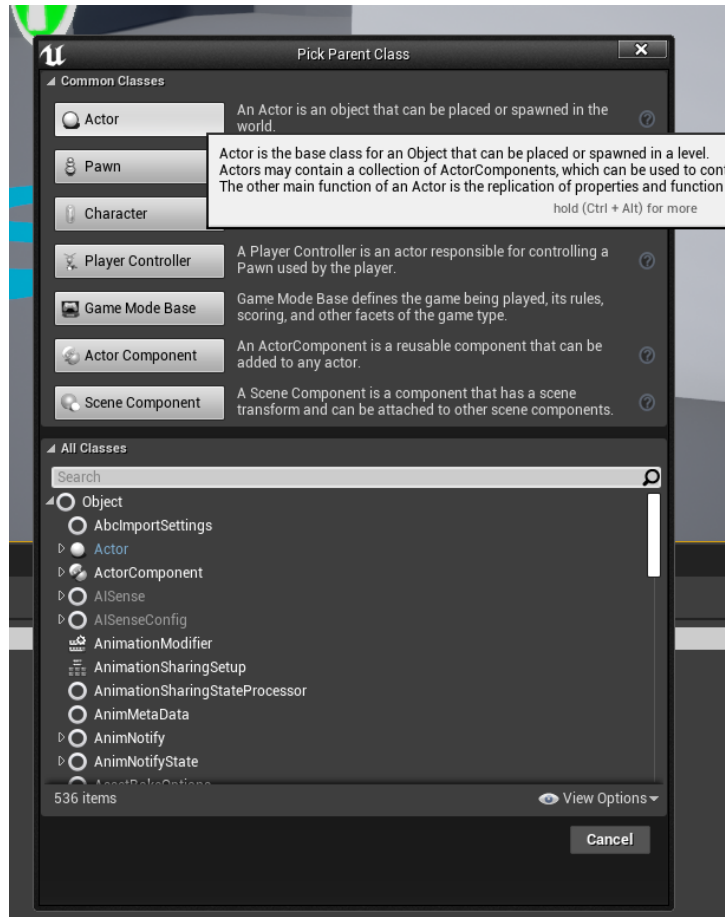 Pick Parent Class
Common Classes
Actor
An Actor is an object that can be placed or spawned in the
world.
Actor is the base class for an Object that can be placed or spawned in a level.
Actors may contain a collection of ActorComponents, which can be used to
The other main function of an Actor is the replication of properties and function
hold (Ctrl + Alt) for more
Pawn
Character
Player Controller
A Player Controller is an actor responsible for controlling a
Pawn used by the player.
Game Mode Base
Game Mode Base defines the game being played, its rules,
scoring, and other facets of the game type.
Actor Component
An ActorComponent is a reusable component that can be
added to any actor.
Scene Component
A Scene Component is a component that has a scene
transform and can be attached to other scene components.
All Classes
Search
Object
AbcImportSettings
Actor
ActorComponent
AISense
AISenseConfig
AnimationModifier
AnimationSharingSetup
AnimationSharingStateProcessor
AnimMetaData
AnimNotify
AnimNotifyState
536 items
View Options
Cancel